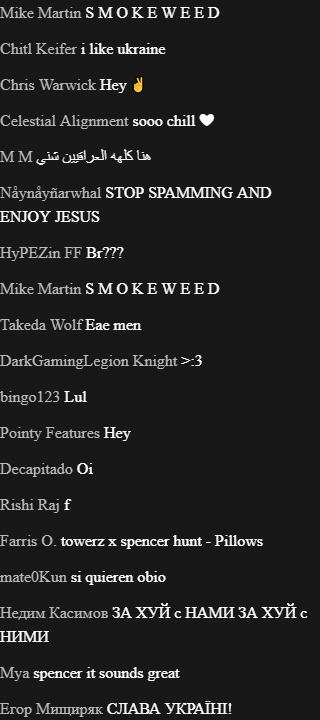 Mike Martin S M O K E W E E D
Chitl Keifer i like ukraine
Chris Warwick Hey ✌
Celestial Alignment sooo chill 🤍
M M هنا كلهه العراقيين شني
Nåynåyñarwhal STOP SPAMMING AND
ENJOY JESUS
HyPEZin FF Br???
Mike Martin S M O K E W E E D
Takeda Wolf Eae men
DarkGamingLegion Knight >:3
bingo123 Lul
Pointy Features Hey
Decapitado Oi
Rishi Raj f
Farris O. towerz x spencer hunt - Pillows
mate0Kun si quieren obio
Недим Касимов ЗА ХУЙ с НАМИ ЗА ХУЙ с
НИМИ
Mya spencer it sounds great
Егор Мищиряк СЛАВА УКРАЇНІ!